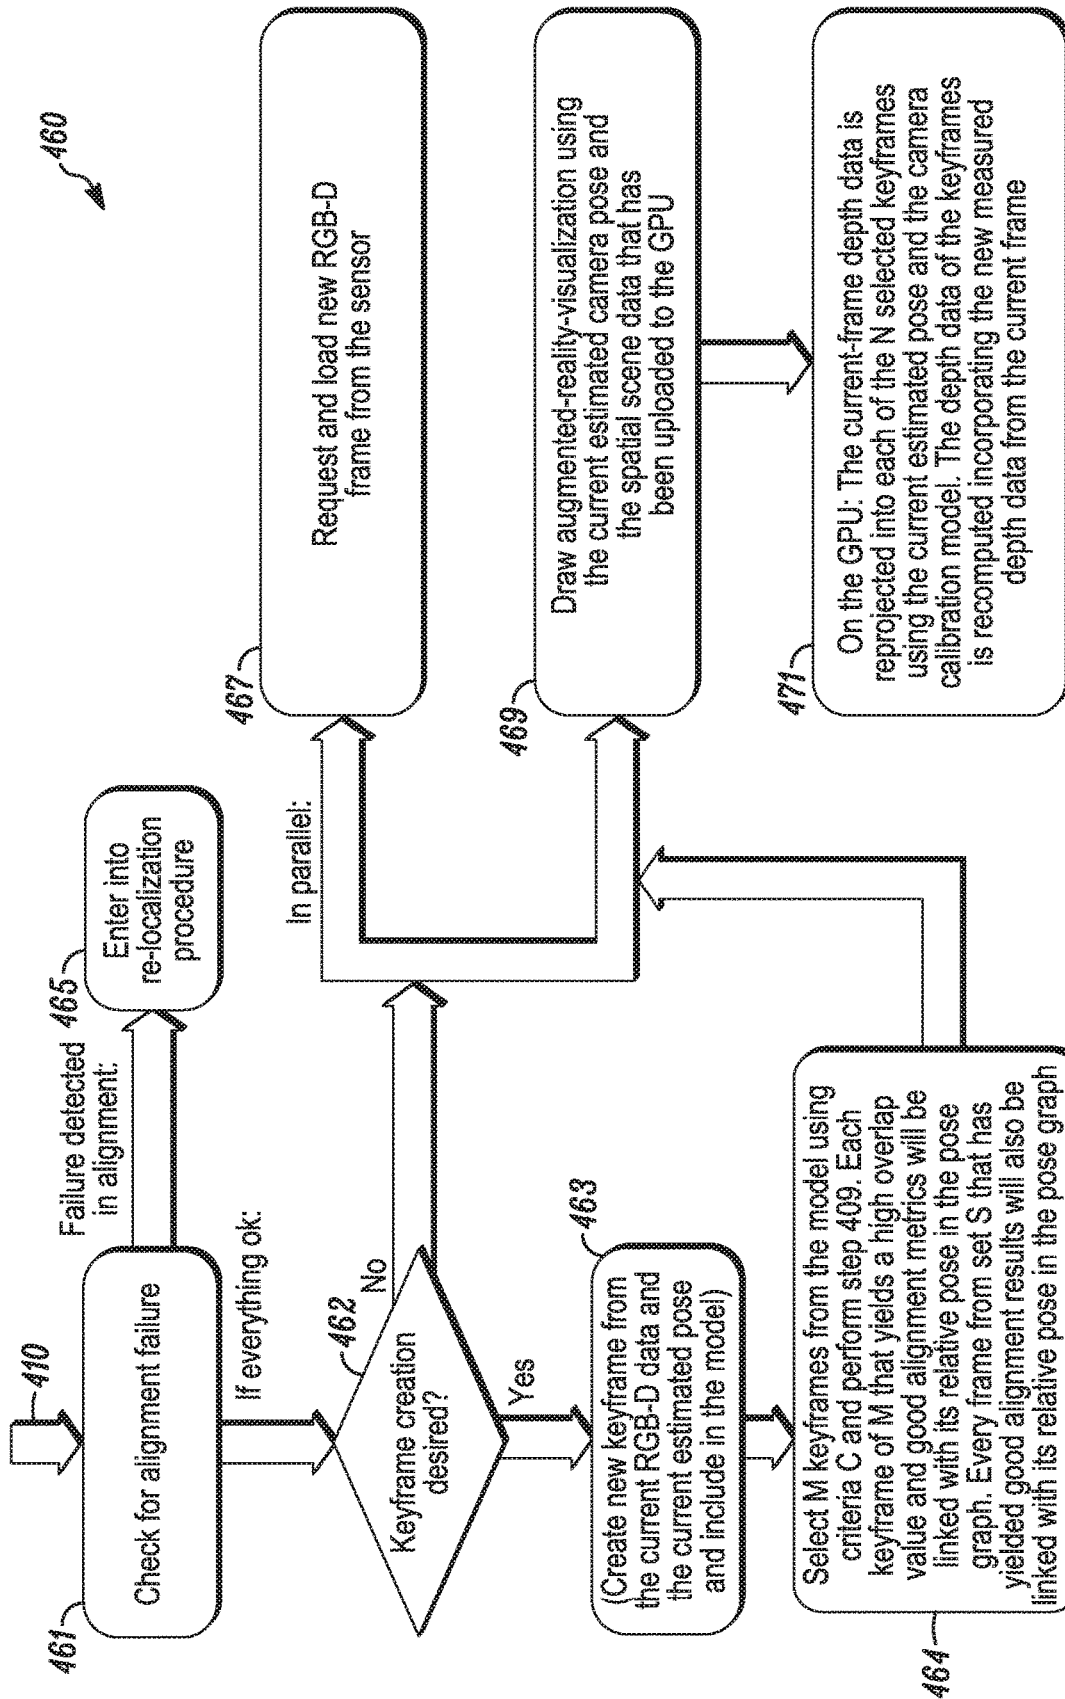 460
410
461
Check for alignment failure
Failure detected
in alignment:
465
Enter into
re-localization
procedure
If everything ok:
462
Keyframe creation
desired?
No
Yes
463
(Create new keyframe from
the current RGB-D data and
the current estimated pose
and include in the model)
464
Select M keyframes from the model using
criteria C and perform step 409. Each
keyframe of M that yields a high overlap
value and good alignment metrics will be
linked with its relative pose in the pose
graph. Every frame from set S that has
yielded good alignment results will also be
linked with its relative pose in the pose graph
In parallel:
467
Request and load new RGB-D
frame from the sensor
469
Draw augmented-reality-visualization using
the current estimated camera pose and
the spatial scene data that has
been uploaded to the GPU
471
On the GPU: The current-frame depth data is
reprojected into each of the N selected keyframes
using the current estimated pose and the camera
calibration model. The depth data of the keyframes
is recomputed incorporating the new measured
depth data from the current frame